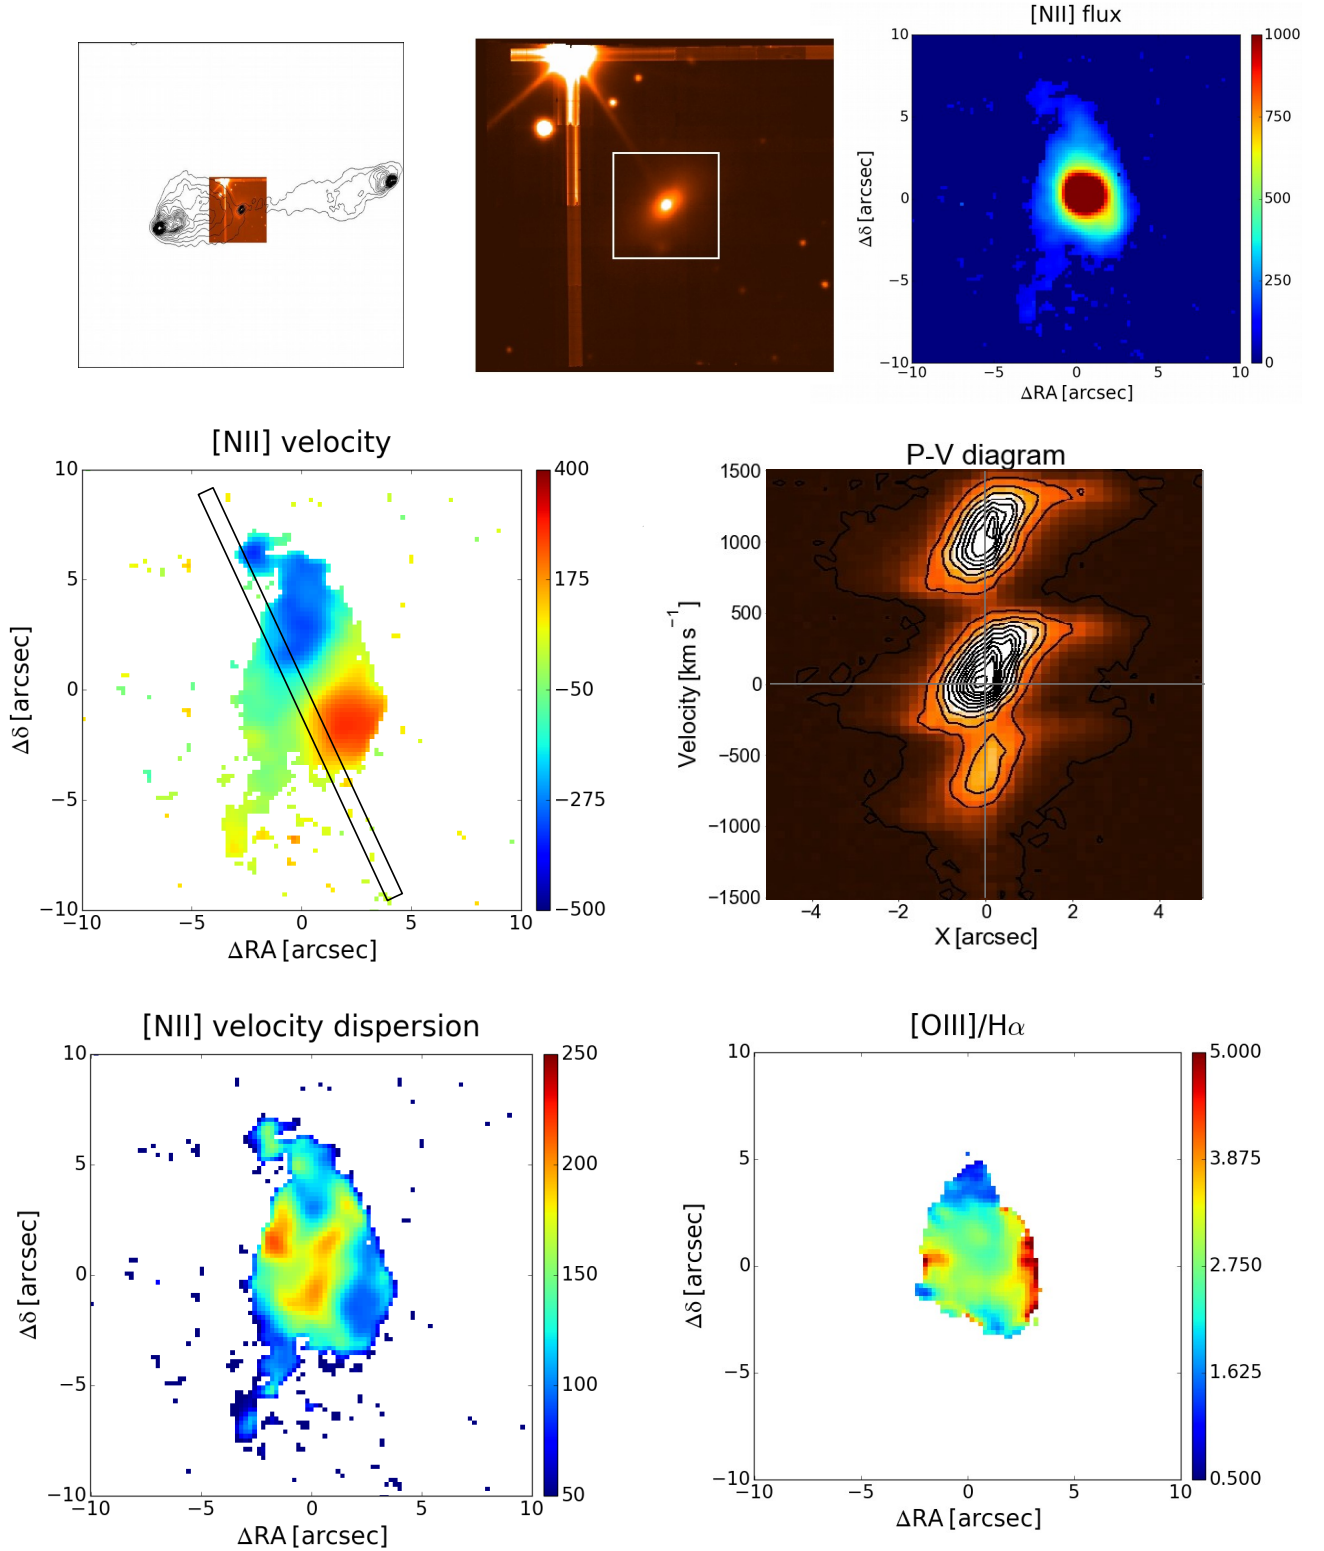 [NII] flux
10
5
0
−5
−10
−10 −5 0 5 10
ΔRA [arcsec]
Δδ [arcsec]
1000
750
500
250
0
[NII] velocity
10
5
0
−5
−10
−10 −5 0 5 10
ΔRA [arcsec]
Δδ [arcsec]
400
175
−50
−275
−500
P-V diagram
1500
1000
500
0
−500
−1000
−1500
−4 −2 0 2 4
X [arcsec]
Velocity [km s⁻¹]
[NII] velocity dispersion
10
5
0
−5
−10
−10 −5 0 5 10
ΔRA [arcsec]
Δδ [arcsec]
250
200
150
100
50
[OIII]/Hα
10
5
0
−5
−10
−10 −5 0 5 10
ΔRA [arcsec]
Δδ [arcsec]
5.000
3.875
2.750
1.625
0.500